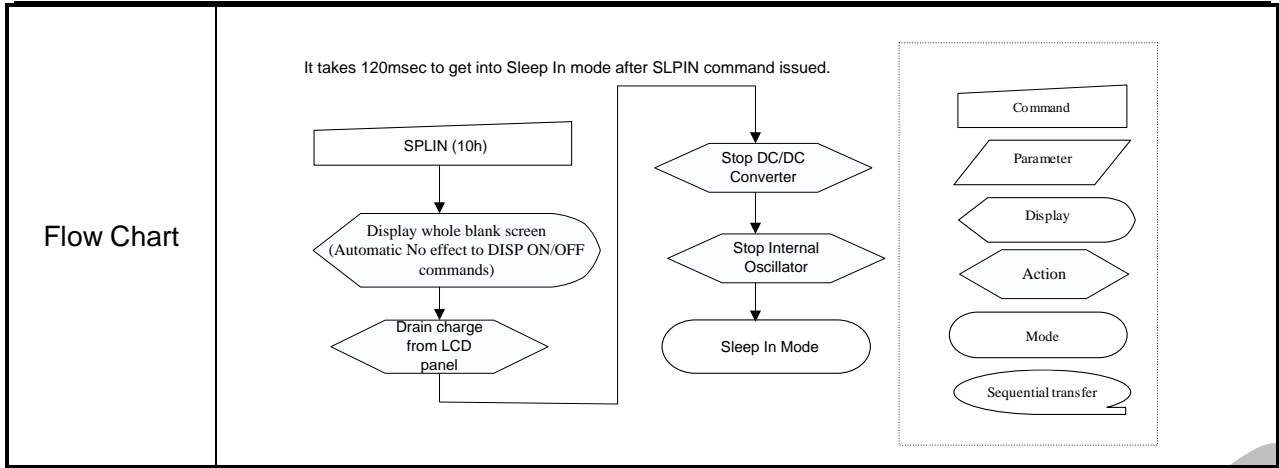 Flow Chart
It takes 120msec to get into Sleep In mode after SLPIN command issued.
SPLIN (10h)
Display whole blank screen
(Automatic No effect to DISP ON/OFF
commands)
Drain charge
from LCD
panel
Stop DC/DC
Converter
Stop Internal
Oscillator
Sleep In Mode
Command
Parameter
Display
Action
Mode
Sequential transfer